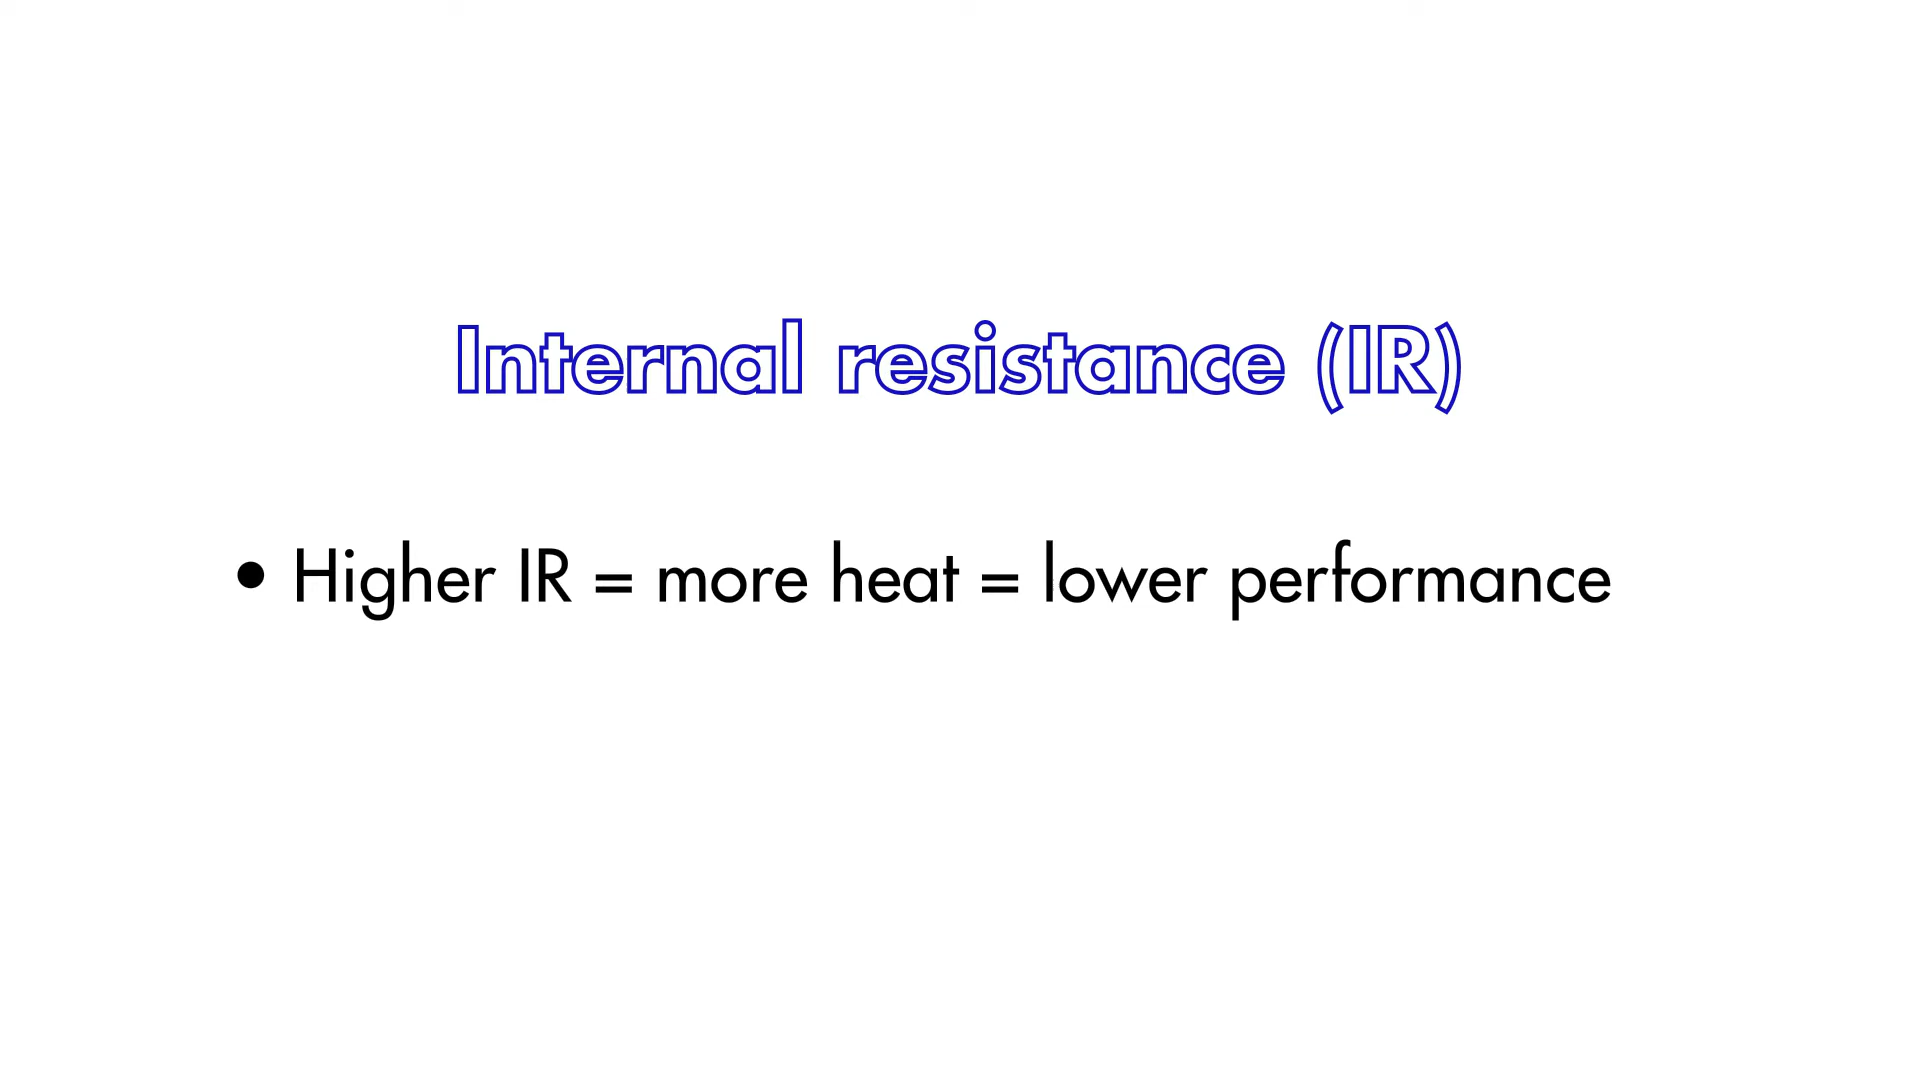 Internal resistance (IR)
• Higher IR = more heat = lower performance